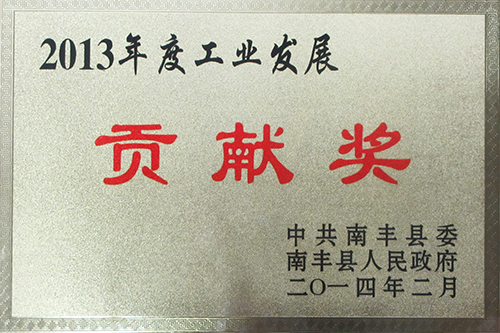 2013年度工业发展
贡献奖
中共南丰县委
南丰县人民政府
二〇一四年二月